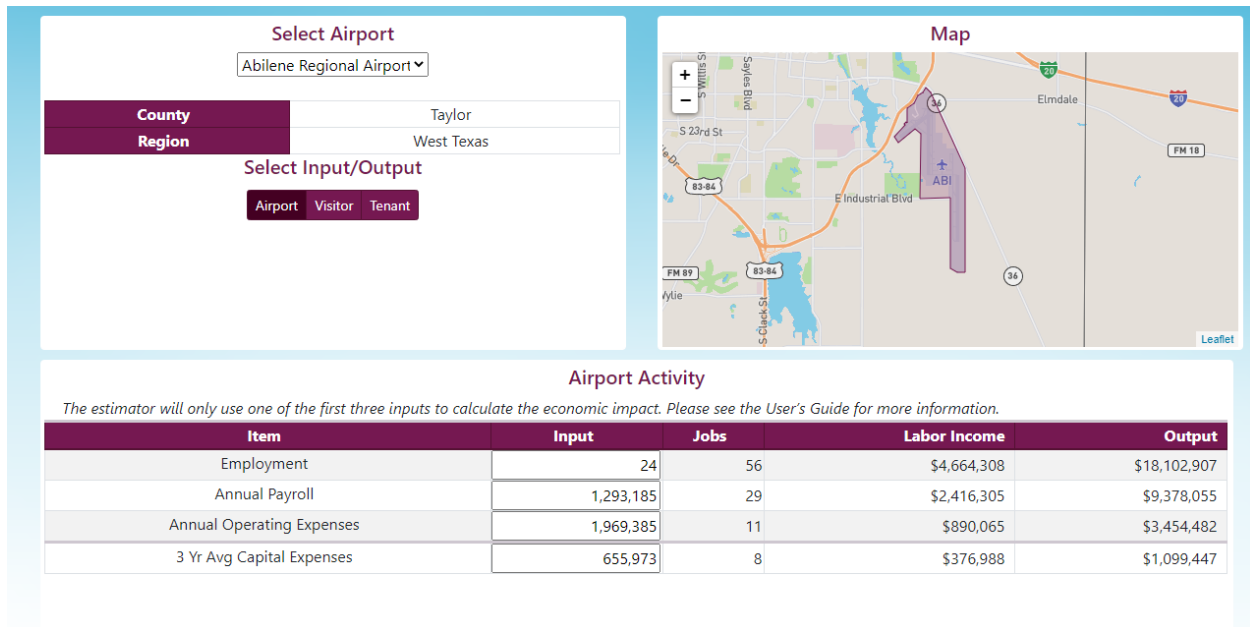 Select Airport
Abilene Regional Airport
County Taylor
Region West Texas
Select Input/Output
Airport Visitor Tenant
Map
+
−
S Willis St
Sayles Blvd
20
36
Elmdale
20
S 23rd St
FM 18
83-84
ABI
E Industrial Blvd
FM 89
83-84
36
S Clack St
Leaflet
Airport Activity
The estimator will only use one of the first three inputs to calculate the economic impact. Please see the User's Guide for more information.
Item Input Jobs Labor Income Output
Employment 24 56 $4,664,308 $18,102,907
Annual Payroll 1,293,185 29 $2,416,305 $9,378,055
Annual Operating Expenses 1,969,385 11 $890,065 $3,454,482
3 Yr Avg Capital Expenses 655,973 8 $376,988 $1,099,447